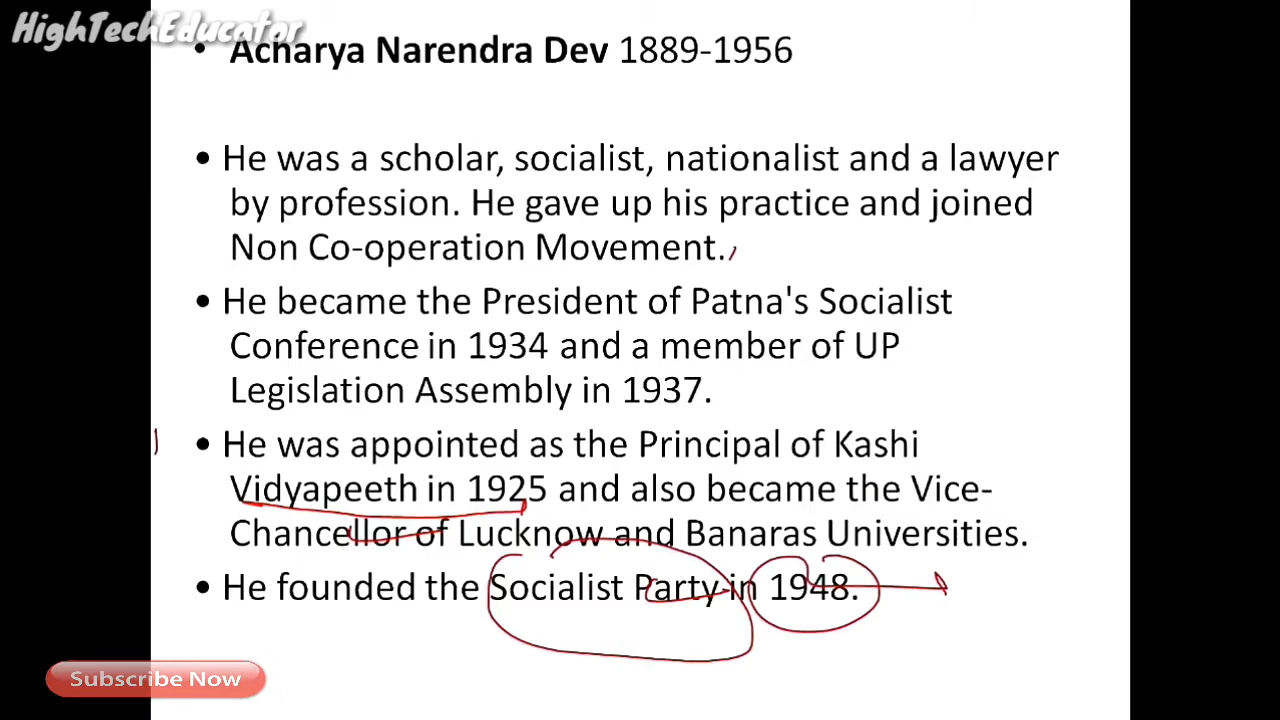 HighTechEducator
• Acharya Narendra Dev 1889-1956
• He was a scholar, socialist, nationalist and a lawyer
by profession. He gave up his practice and joined
Non Co-operation Movement.
• He became the President of Patna's Socialist
Conference in 1934 and a member of UP
Legislation Assembly in 1937.
• He was appointed as the Principal of Kashi
Vidyapeeth in 1925 and also became the Vice-
Chancellor of Lucknow and Banaras Universities.
• He founded the Socialist Party in 1948.
Subscribe Now